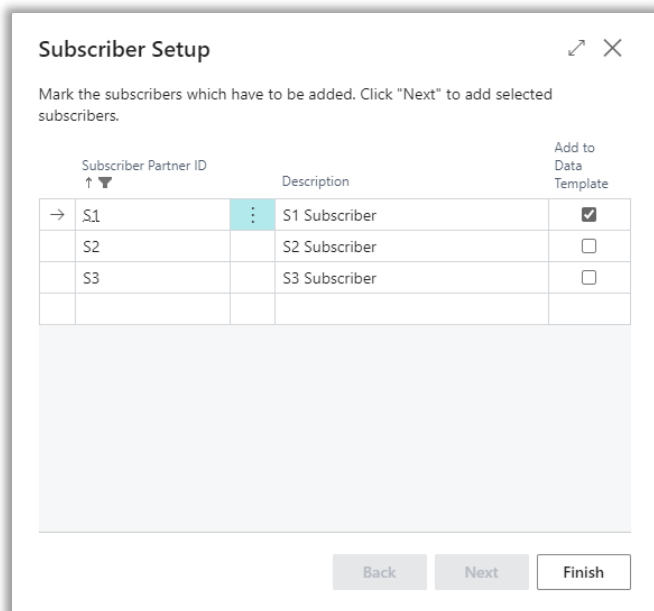 Subscriber Setup
Mark the subscribers which have to be added. Click "Next" to add selected
subscribers.
Subscriber Partner ID
Description
Add to
Data
Template
S1 S1 Subscriber
S2 S2 Subscriber
S3 S3 Subscriber
Back Next Finish